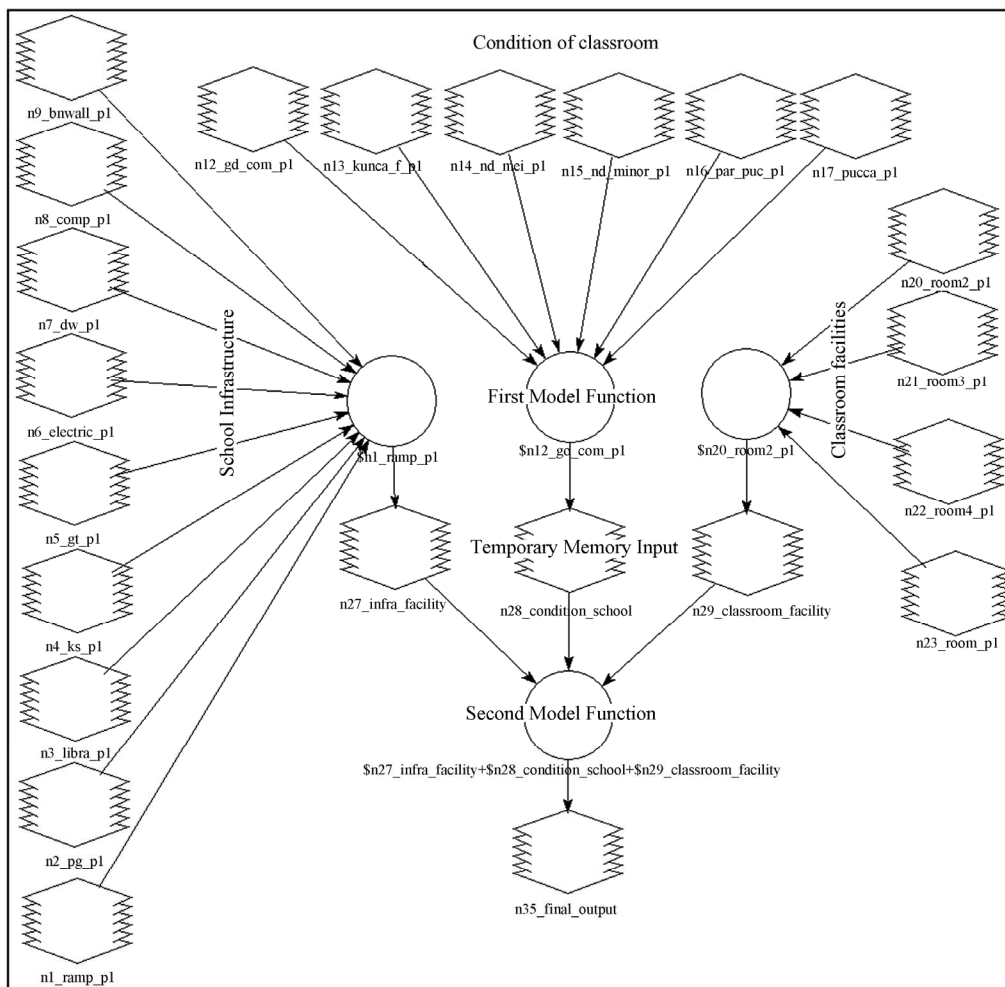 Condition of classroom
n9_bnwall_p1
n12_gd_com_p1
n13_kunca_f_p1
n14_nd_mei_p1
n15_nd_minor_p1
n16_par_puc_p1
n17_pucca_p1
n8_comp_p1
n7_dw_p1
n6_electric_p1
n5_gt_p1
n4_ks_p1
n3_libra_p1
n2_pg_p1
n1_ramp_p1
School Infrastructure
n20_room2_p1
n21_room3_p1
n22_room4_p1
n23_room_p1
Classroom facilities
First Model Function
$n1_ramp_p1
$n12_go_com_p1
$n20_room2_p1
Temporary Memory Input
n27_infra_facility
n28_condition_school
n29_classroom_facility
Second Model Function
$n27_infra_facility+$n28_condition_school+$n29_classroom_facility
n35_final_output